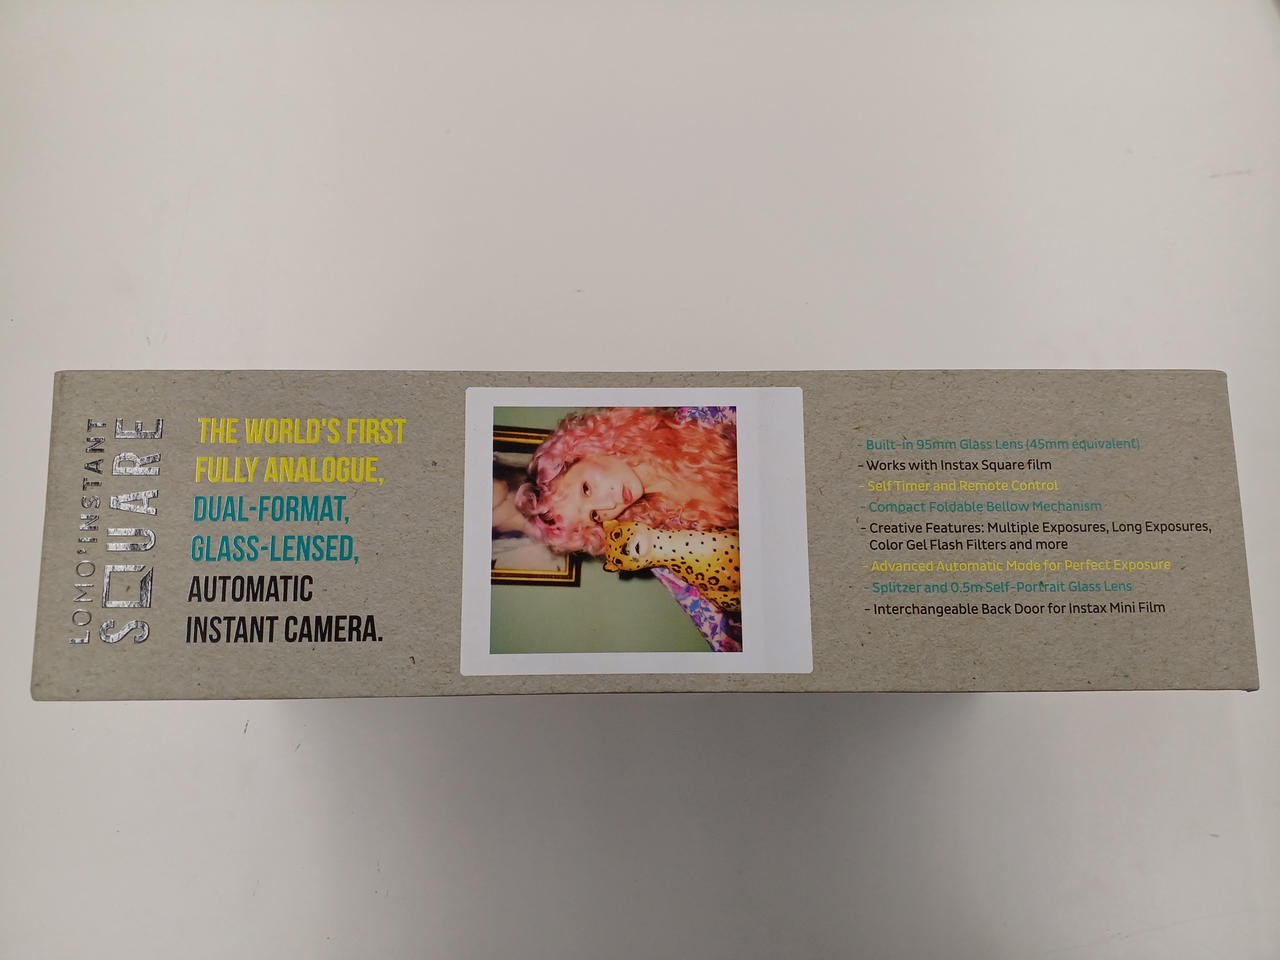 LOMO'INSTANT
SQUARE
THE WORLD'S FIRST
FULLY ANALOGUE,
DUAL-FORMAT,
GLASS-LENSED,
AUTOMATIC
INSTANT CAMERA.
- Built-in 95mm Glass Lens (45mm equivalent)
- Works with Instax Square film
- Self Timer and Remote Control
- Compact Foldable Bellow Mechanism
- Creative Features: Multiple Exposures, Long Exposures,
Color Gel Flash Filters and more
- Advanced Automatic Mode for Perfect Exposure
- Splitzer and 0.5m Self-Portrait Glass Lens
- Interchangeable Back Door for Instax Mini Film